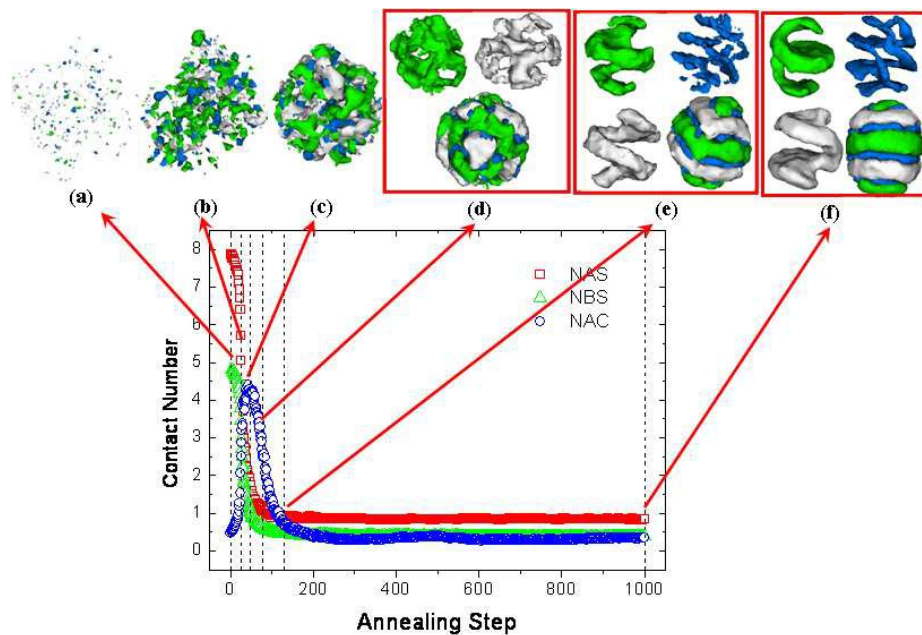 (a)
(b)
(c)
(d)
(e)
(f)
8
7
6
5
4
3
2
1
0
Contact Number
NAS
NBS
NAC
0 200 400 600 800 1000
Annealing Step